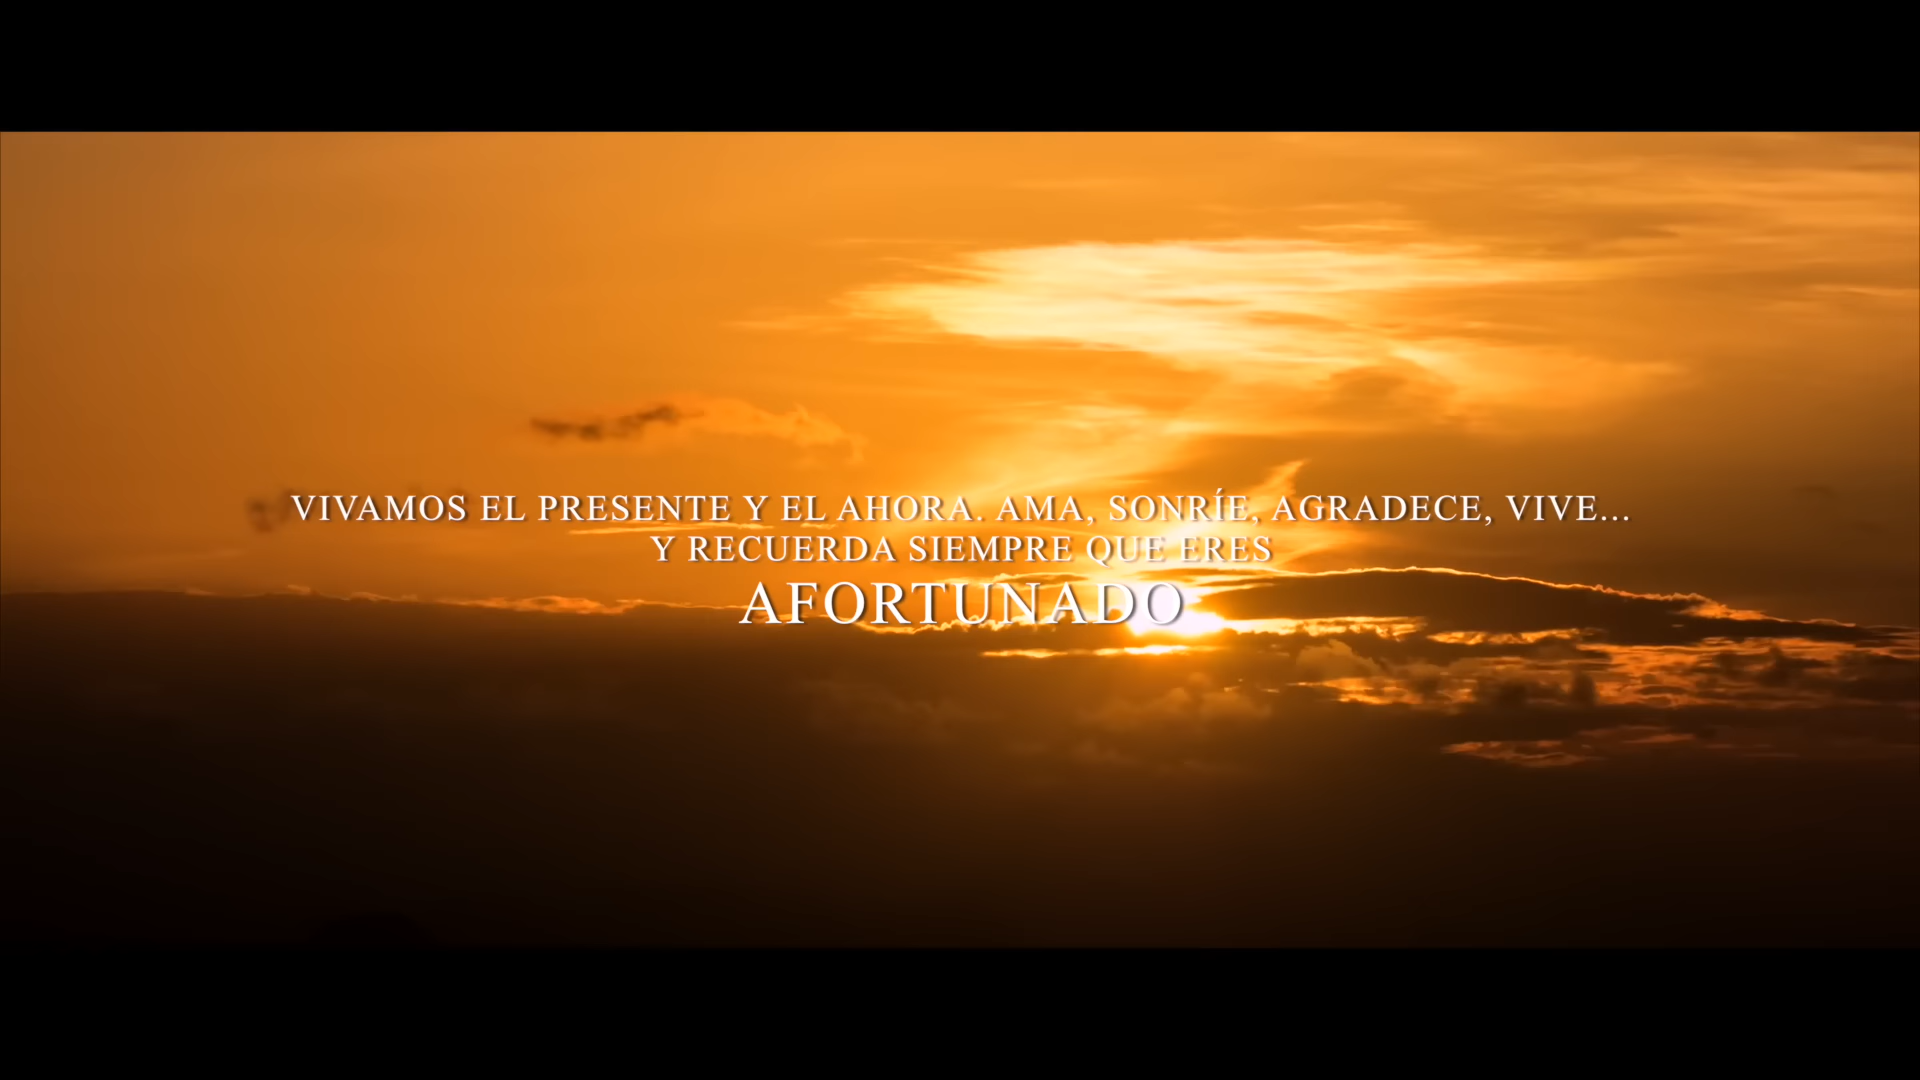 VIVAMOS EL PRESENTE Y EL AHORA. AMA, SONRÍE, AGRADECE, VIVE...
Y RECUERDA SIEMPRE QUE ERES
AFORTUNADO